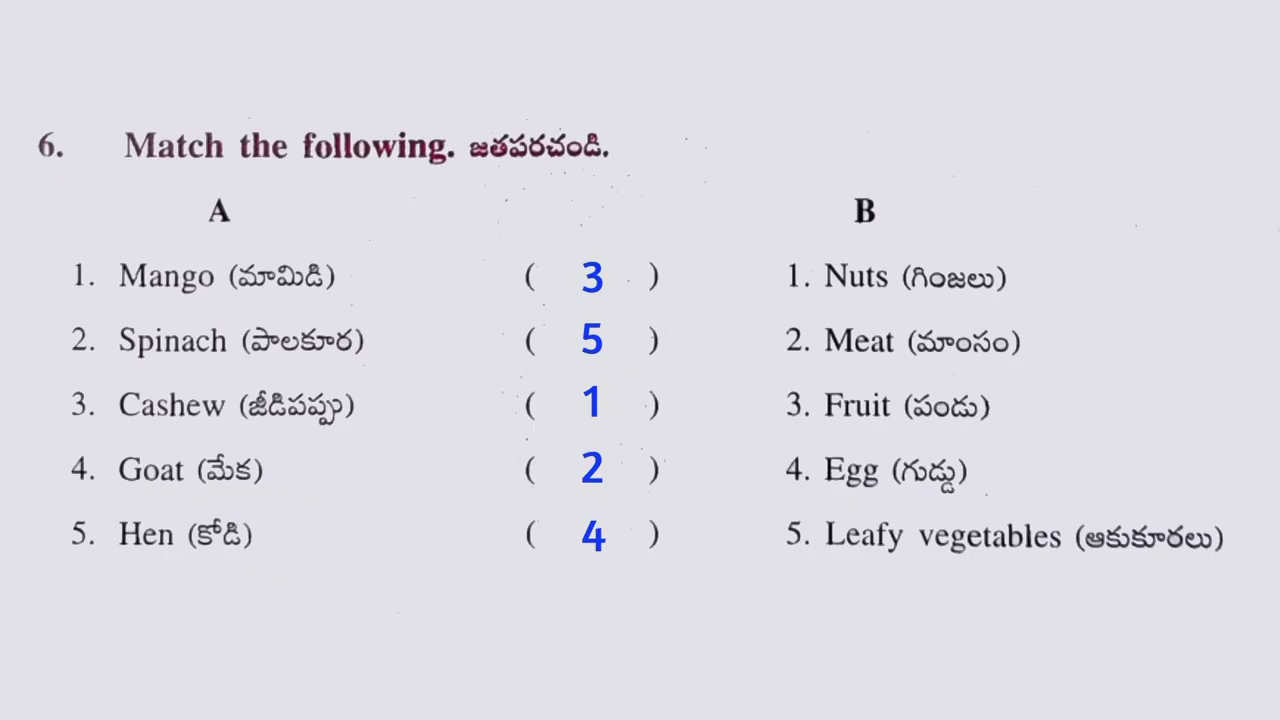 6. Match the following. జతపరచండి.
A B
1. Mango (మామిడి) ( 3 ) 1. Nuts (గింజలు)
2. Spinach (పాలకూర) ( 5 ) 2. Meat (మాంసం)
3. Cashew (జీడిపప్పు) ( 1 ) 3. Fruit (పండు)
4. Goat (మేక) ( 2 ) 4. Egg (గుడ్డు)
5. Hen (కోడి) ( 4 ) 5. Leafy vegetables (ఆకుకూరలు)